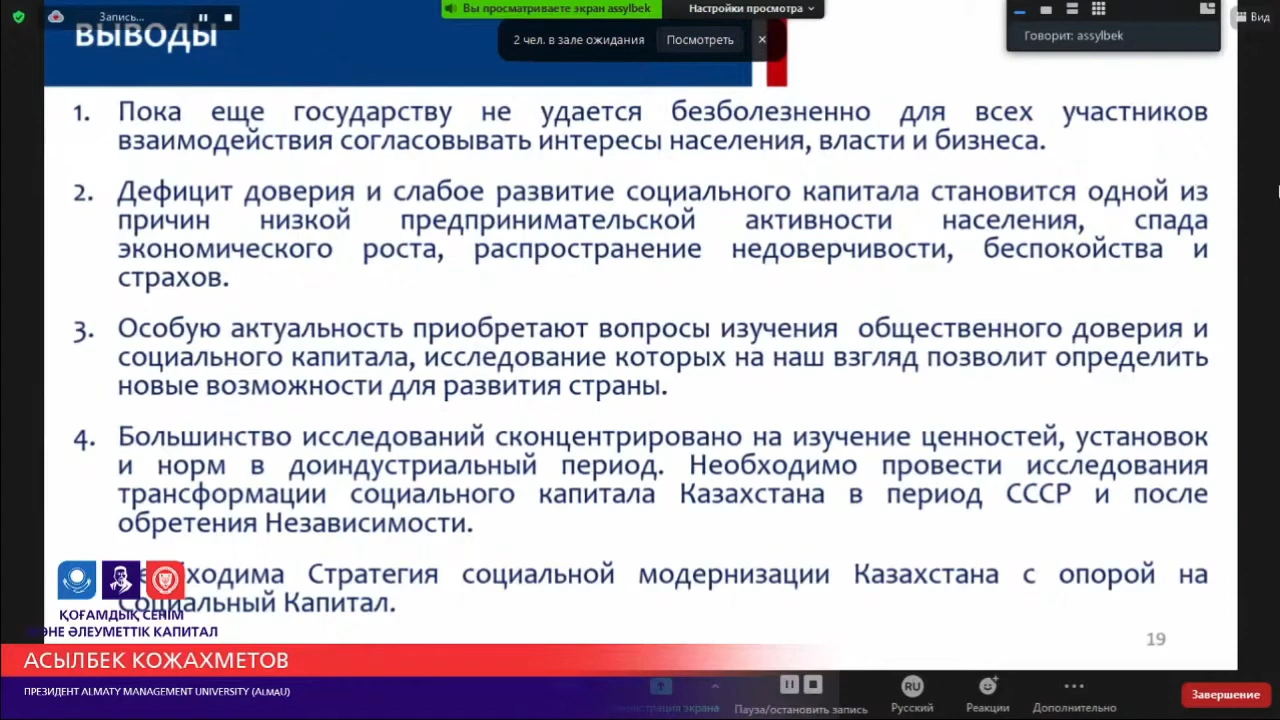 Запись...
Вы просматриваете экран assylbek
Настройки просмотра
Вид
2 чел. в зале ожидания
Посмотреть
Говорит: assylbek
ВЫВОДЫ
1. Пока еще государству не удается безболезненно для всех участников
взаимодействия согласовывать интересы населения, власти и бизнеса.
2. Дефицит доверия и слабое развитие социального капитала становится одной из
причин низкой предпринимательской активности населения, спада
экономического роста, распространение недоверчивости, беспокойства и
страхов.
3. Особую актуальность приобретают вопросы изучения общественного доверия и
социального капитала, исследование которых на наш взгляд позволит определить
новые возможности для развития страны.
4. Большинство исследований сконцентрировано на изучение ценностей, установок
и норм в доиндустриальный период. Необходимо провести исследования
трансформации социального капитала Казахстана в период СССР и после
обретения Независимости.
Стратегия социальной модернизации Казахстана с опорой на
Социальный Капитал.
ҚОҒАМДЫҚ СЕНІМ
ӘЛЕУМЕТТІК КАПИТАЛ
19
АСЫЛБЕК КОЖАХМЕТОВ
ПРЕЗИДЕНТ ALMATY MANAGEMENT UNIVERSITY (ALMAU)
экрана
Пауза/остановить запись
RU
Русский
Реакции
Дополнительно
Завершение